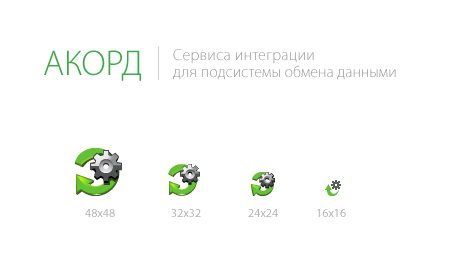 АКОРД
Сервиса интеграции
для подсистемы обмена данными
48x48
32x32
24x24
16x16